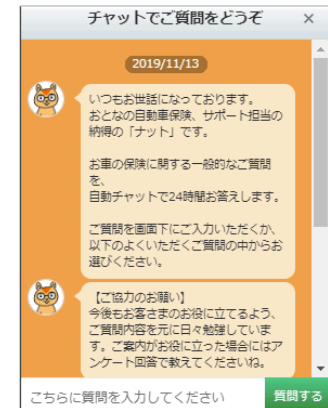 チャットでご質問をどうぞ ×
2019/11/13
いつもお世話になっております。
おとなの自動車保険、サポート担当の
納得の「ナット」です。
お車の保険に関する一般的なご質問
を、
自動チャットで24時間お答えします。
ご質問を画面下にご入力いただくか、
以下のよくいただくご質問の中からお
選びください。
【ご協力のお願い】
今後もお客さまのお役に立てるよう、
ご質問内容を元に日々勉強していま
す。ご案内がお役に立った場合にはア
ンケート回答で教えてくださいね。
こちらに質問を入力してください
質問する